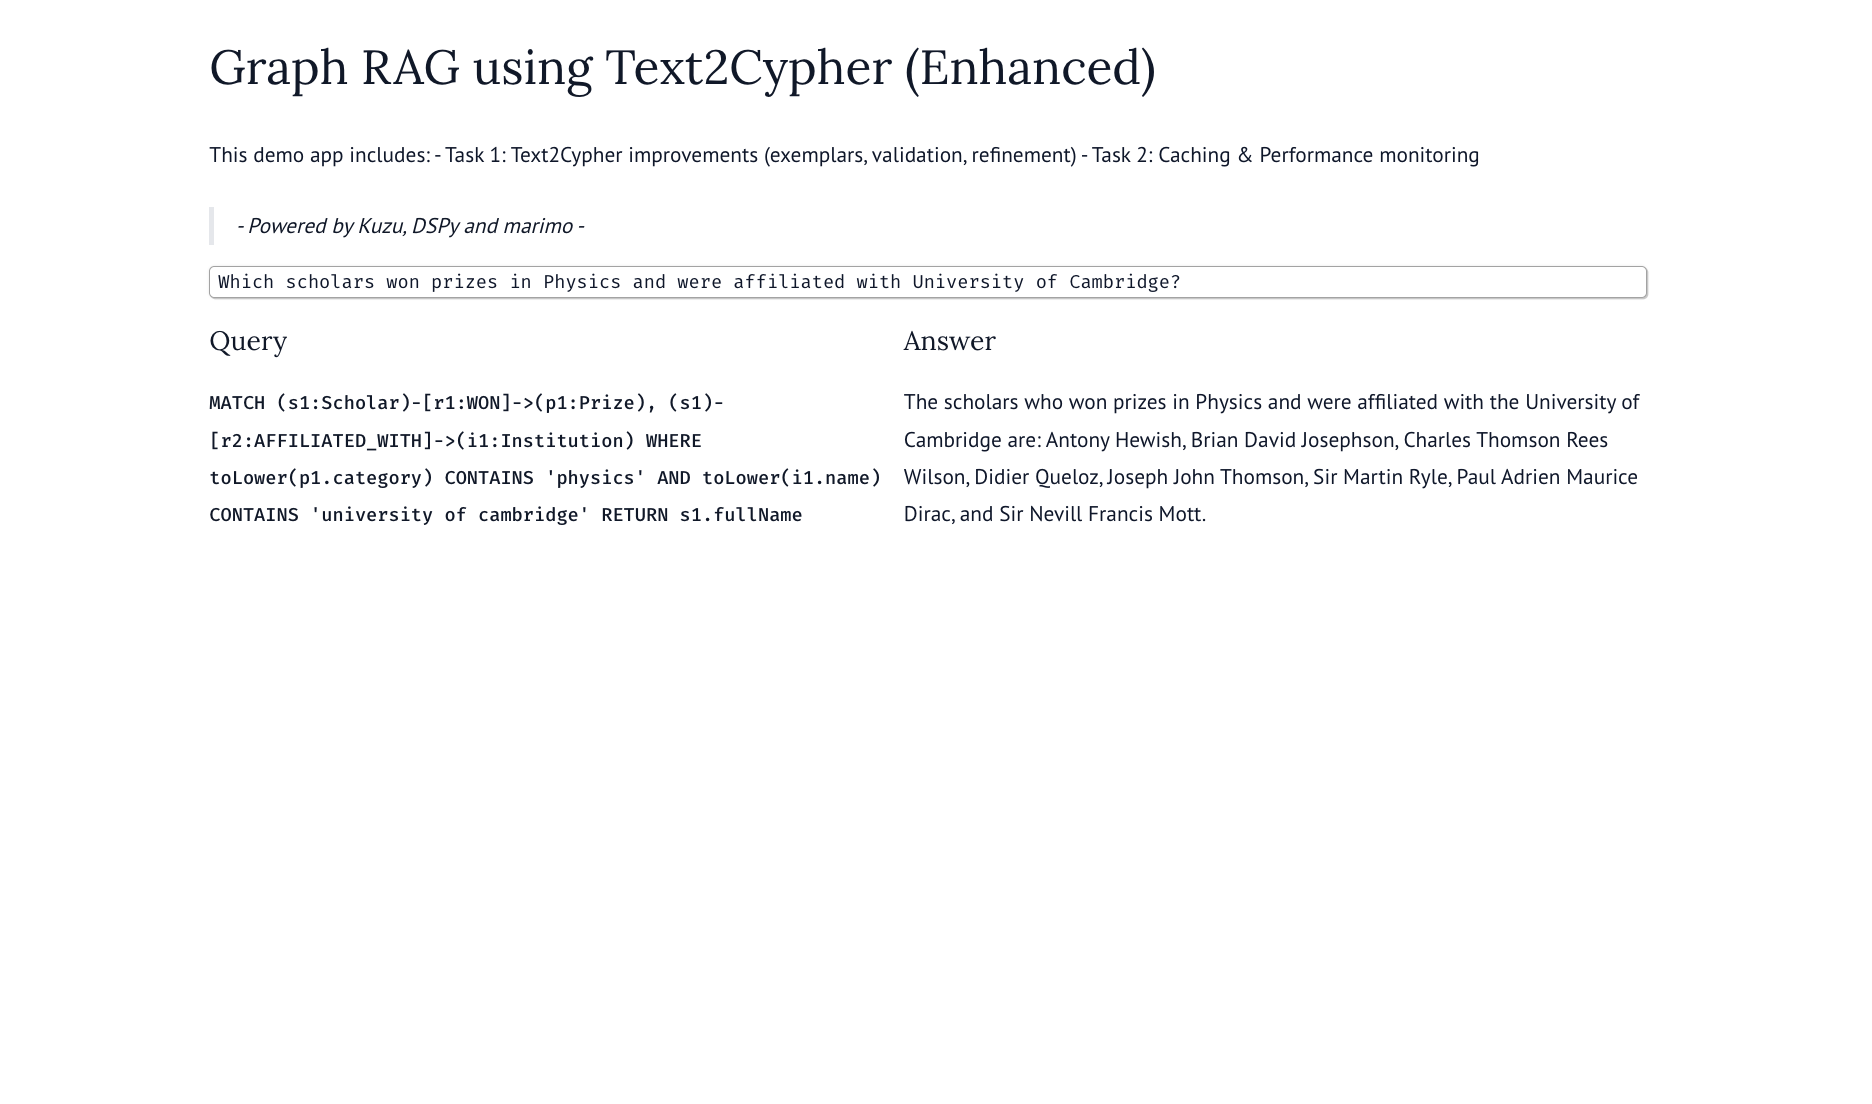 Graph RAG using Text2Cypher (Enhanced)
This demo app includes: - Task 1: Text2Cypher improvements (exemplars, validation, refinement) - Task 2: Caching & Performance monitoring
- Powered by Kuzu, DSPy and marimo -
Which scholars won prizes in Physics and were affiliated with University of Cambridge?
Query
MATCH (s1:Scholar)-[r1:WON]->(p1:Prize), (s1)-
[r2:AFFILIATED_WITH]->(i1:Institution) WHERE
toLower(p1.category) CONTAINS 'physics' AND toLower(i1.name)
CONTAINS 'university of cambridge' RETURN s1.fullName
Answer
The scholars who won prizes in Physics and were affiliated with the University of
Cambridge are: Antony Hewish, Brian David Josephson, Charles Thomson Rees
Wilson, Didier Queloz, Joseph John Thomson, Sir Martin Ryle, Paul Adrien Maurice
Dirac, and Sir Nevill Francis Mott.